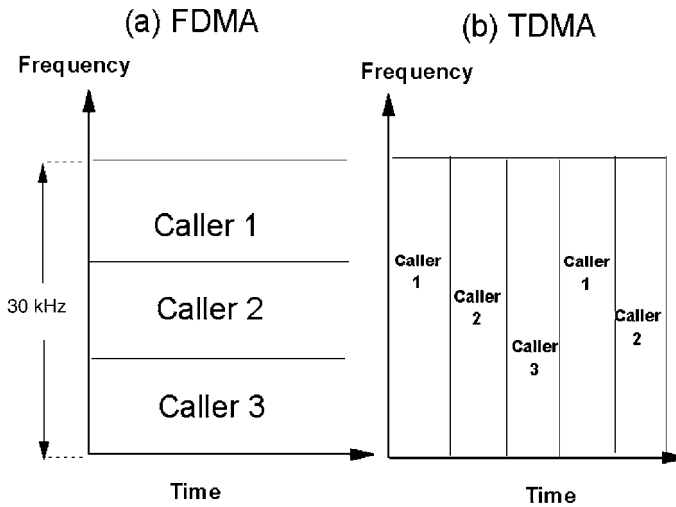 (a) FDMA
(b) TDMA
Frequency
Frequency
30 kHz
Caller 1
Caller 2
Caller 3
Time
Caller
1
Caller
2
Caller
3
Caller
1
Caller
2
Time